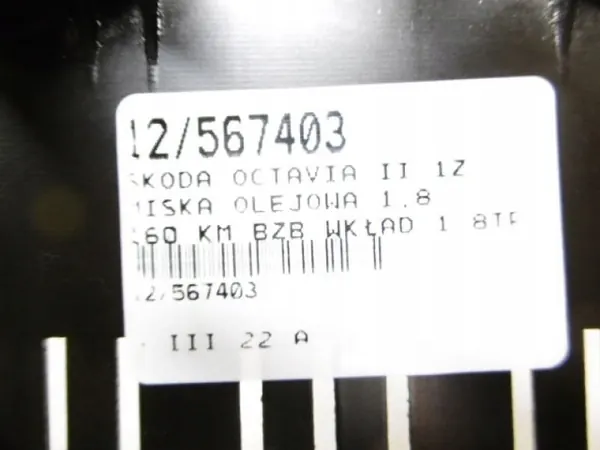 12/567403
SKODA OCTAVIA II 1Z
MISKA OLEJOWA 1.8
160 KM BZB WKŁAD 1 8TF
12/567403
III 22 A